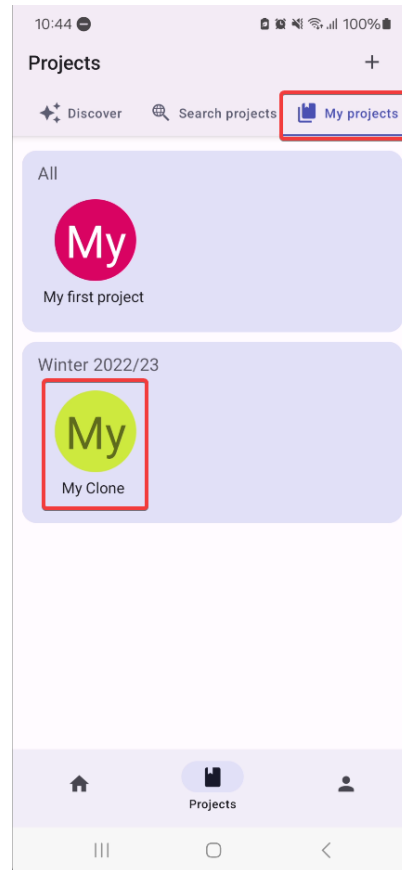 10:44 100%
Projects +
Discover Search projects My projects
All
My
My first project
Winter 2022/23
My
My Clone
Projects